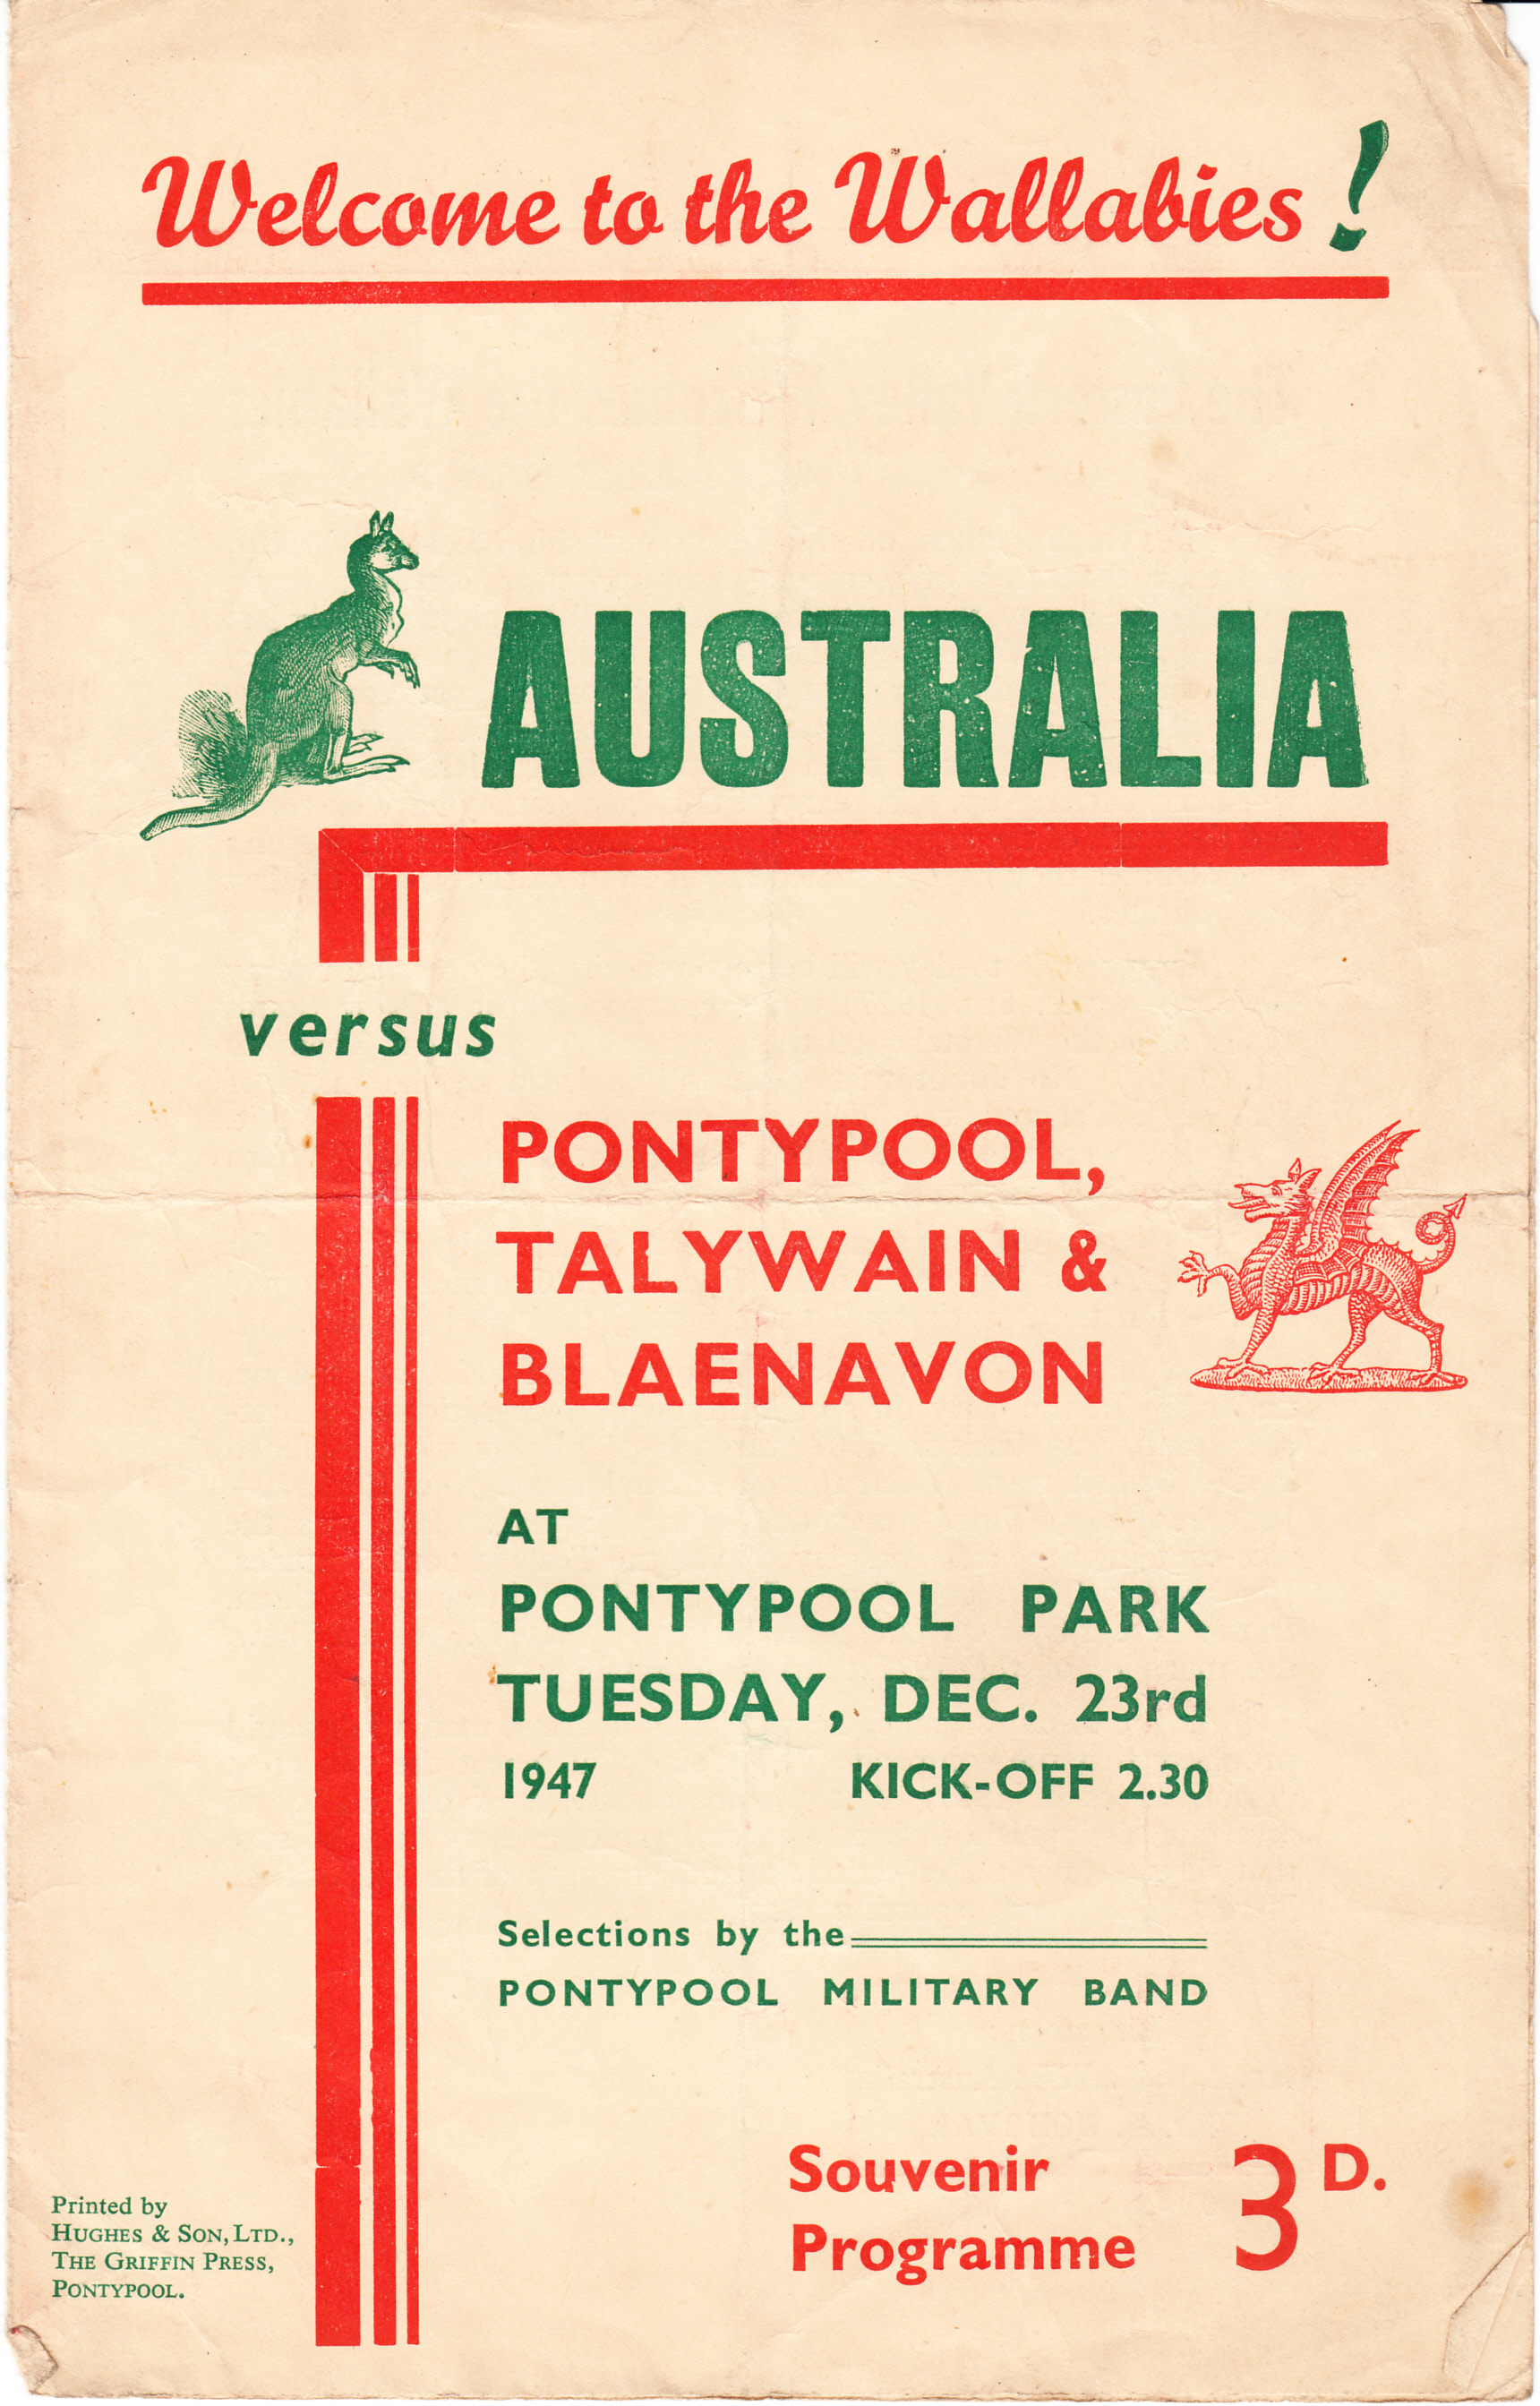 Welcome to the Wallabies!
AUSTRALIA
versus
PONTYPOOL,
TALYWAIN &
BLAENAVON
AT
PONTYPOOL PARK
TUESDAY, DEC. 23rd
1947 KICK-OFF 2.30
Selections by the
PONTYPOOL MILITARY BAND
Souvenir
Programme 3D.
Printed by
HUGHES & SON, LTD.,
THE GRIFFIN PRESS,
PONTYPOOL.